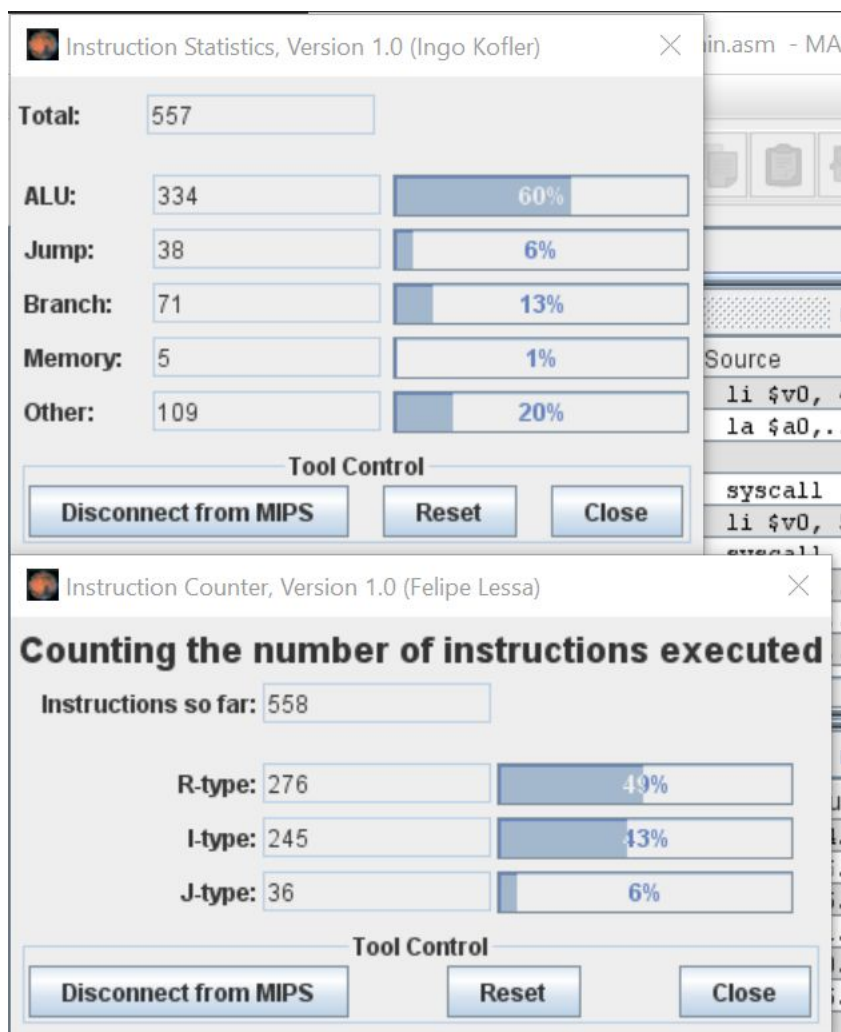 Instruction Statistics, Version 1.0 (Ingo Kofler)
in.asm - MA
Total: 557
ALU: 334 60%
Jump: 38 6%
Branch: 71 13%
Memory: 5 1%
Other: 109 20%
Tool Control
Disconnect from MIPS Reset Close
Source
li $v0,
la $a0,..
syscall
li $v0,
syscall
Instruction Counter, Version 1.0 (Felipe Lessa)
Counting the number of instructions executed
Instructions so far: 558
R-type: 276 49%
I-type: 245 43%
J-type: 36 6%
Tool Control
Disconnect from MIPS Reset Close